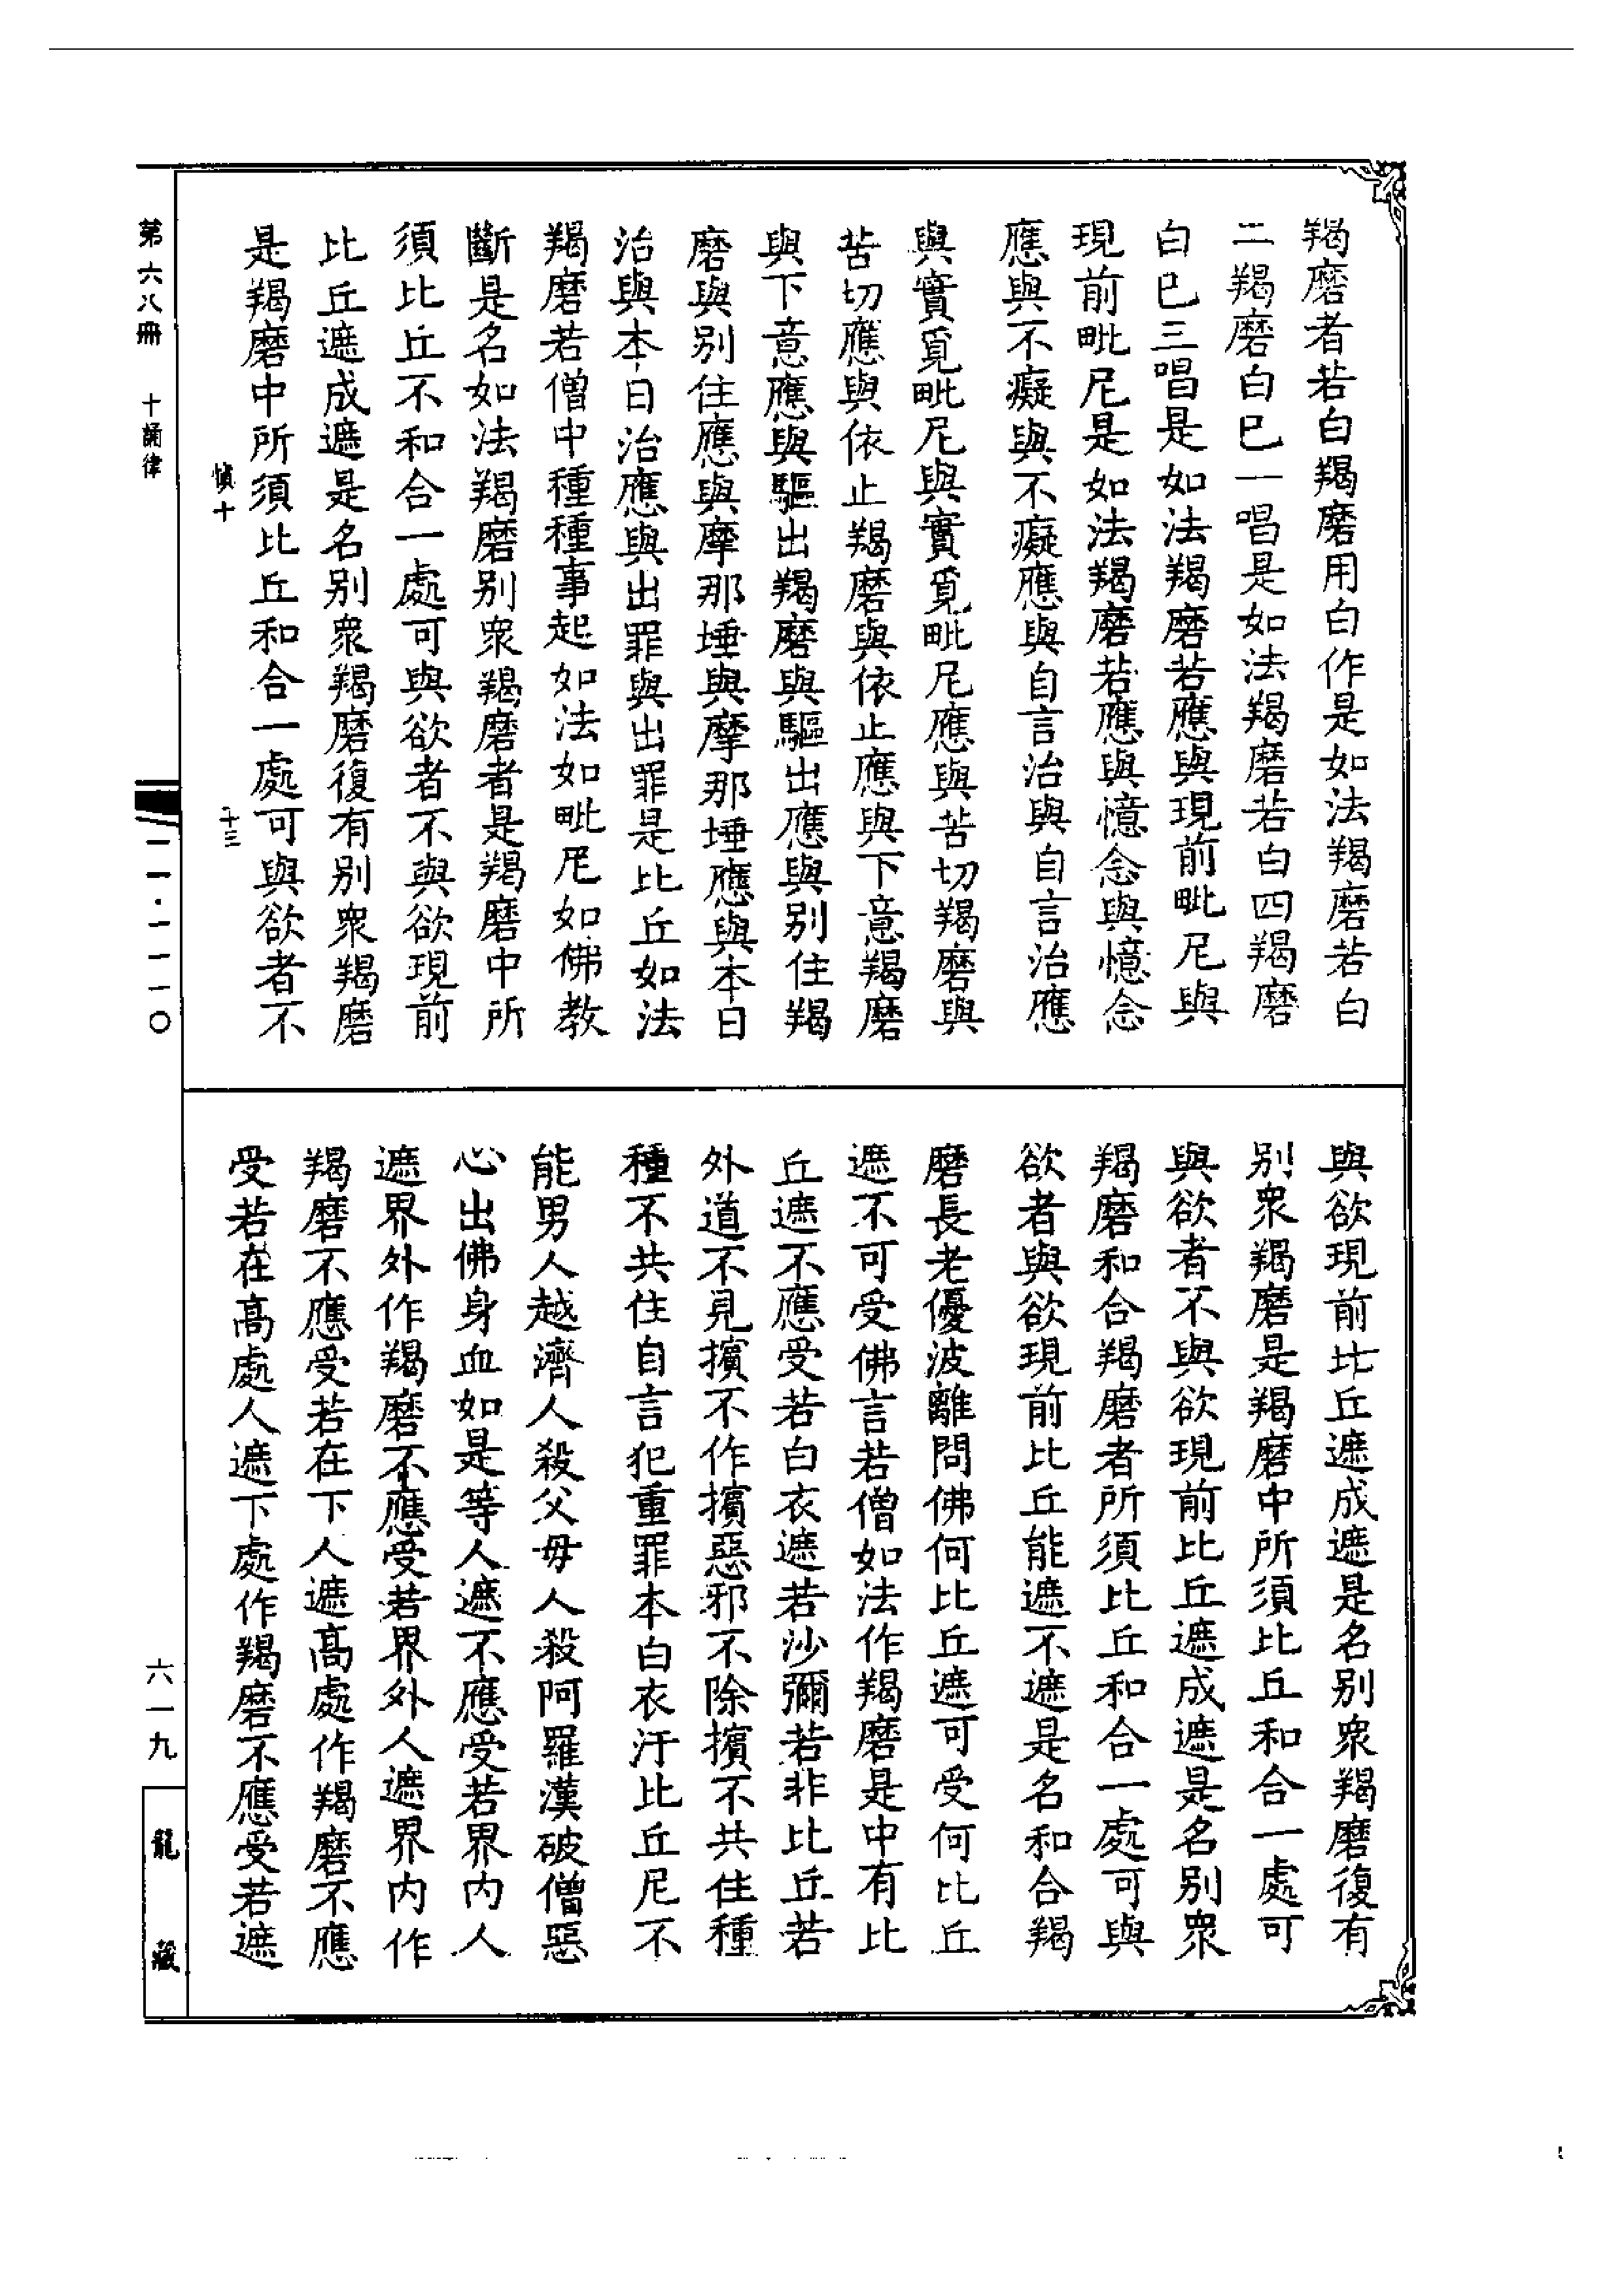 羯磨者若白羯磨用白作是如法羯磨若白
二羯磨白已一唱是如法羯磨若白四羯磨
白已三唱是如法羯磨若應與現前毗尼與
現前毗尼是如法羯磨若應與憶念與憶念
應與不癡與不癡應與自言治與自言治應
與實覓毗尼與實覓毗尼應與苦切羯磨與
苦切應與依止羯磨與依止應與下意羯磨
與下意應與驅出羯磨與驅出應與别住羯
磨與别住應與摩那埵與摩那埵應與本日
治與本日治應與出罪與出罪是比丘如法
羯磨若僧中種種事起如法如毗尼如佛教
斷是名如法羯磨别衆羯磨者是羯磨中所
須比丘不和合一處可與欲者不與欲現前
比丘遮成遮是名别衆羯磨復有别衆羯磨
是羯磨中所須比丘和合一處可與欲者不
慎十
十三
與欲現前比丘遮成遮是名别衆羯磨復有
别衆羯磨是羯磨中所須比丘和合一處可
與欲者不與欲現前比丘遮成遮是名别衆
羯磨和合羯磨者所須比丘和合一處可與
欲者與欲現前比丘能遮不遮是名和合羯
磨長老優波離問佛何比丘遮可受何比丘
遮不可受佛言若僧如法作羯磨是中有比
丘遮不應受若白衣遮若沙彌若非比丘若
外道不見擯不作擯惡邪不除擯不共住種
種不共住自言犯重罪本白衣汙比丘尼不
能男人越濟人殺父母人殺阿羅漢破僧惡
心出佛身血如是等人遮不應受若界内人
遮界外作羯磨不應受若界外人遮界内作
羯磨不應受若在下人遮髙處作羯磨不應
受若在髙處人遮下處作羯磨不應受若遮
第六八冊　十誦律
一一·一一一〇
六一九
龍藏